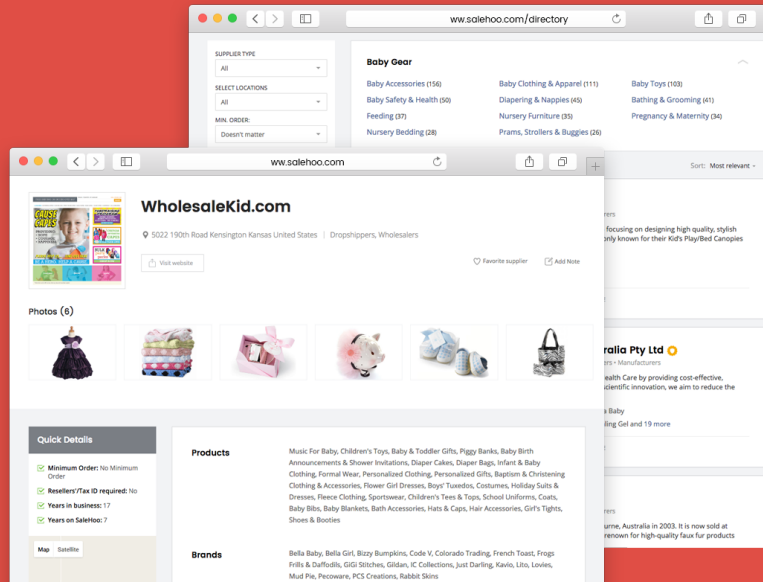 ww.salehoo.com/directory
SUPPLIER TYPE
All
SELECT LOCATIONS
All
MIN. ORDER:
Doesn't matter
Baby Gear
Baby Accessories (156) Baby Clothing & Apparel (111) Baby Toys (103)
Baby Safety & Health (50) Diapering & Nappies (45) Bathing & Grooming (41)
Feeding (37) Nursery Furniture (35) Pregnancy & Maternity (34)
Nursery Bedding (28) Prams, Strollers & Buggies (26)
Sort: Most relevant
rers
focusing on designing high quality, stylish
only known for their Kid's Play/Bed Canopies
ralia Pty Ltd
ers • Manufacturers
ealth Care by providing cost-effective,
scientific innovation, we aim to reduce the
a Baby
ling Gel and 19 more
rers
urne, Australia in 2003. It is now sold at
renown for high-quality faux fur products
ww.salehoo.com
CAUSE
CAPES
WholesaleKid.com
5022 190th Road Kensington Kansas United States | Dropshippers, Wholesalers
Visit website
Favorite supplier
Add Note
Photos (6)
Quick Details
Minimum Order: No Minimum
Order
Resellers'/Tax ID required: No
Years in business: 17
Years on SaleHoo: 7
Map Satellite
Products
Music For Baby, Children's Toys, Baby & Toddler Gifts, Piggy Banks, Baby Birth
Announcements & Shower Invitations, Diaper Cakes, Diaper Bags, Infant & Baby
Clothing, Formal Wear, Personalized Clothing, Personalized Gifts, Baptism & Christening
Clothing & Accessories, Flower Girl Dresses, Boys' Tuxedos, Costumes, Holiday Suits &
Dresses, Fleece Clothing, Sportswear, Children's Tees & Tops, School Uniforms, Coats,
Baby Bibs, Baby Blankets, Bath Accessories, Hats & Caps, Hair Accessories, Girl's Tights,
Shoes & Booties
Brands
Bella Baby, Bella Girl, Bizzy Bumpkins, Code V, Colorado Trading, French Toast, Frogs
Frills & Daffodils, GiGi Stitches, Gildan, IC Collections, Just Darling, Kavio, Lito, Lovies,
Mud Pie, Pecoware, PCS Creations, Rabbit Skins